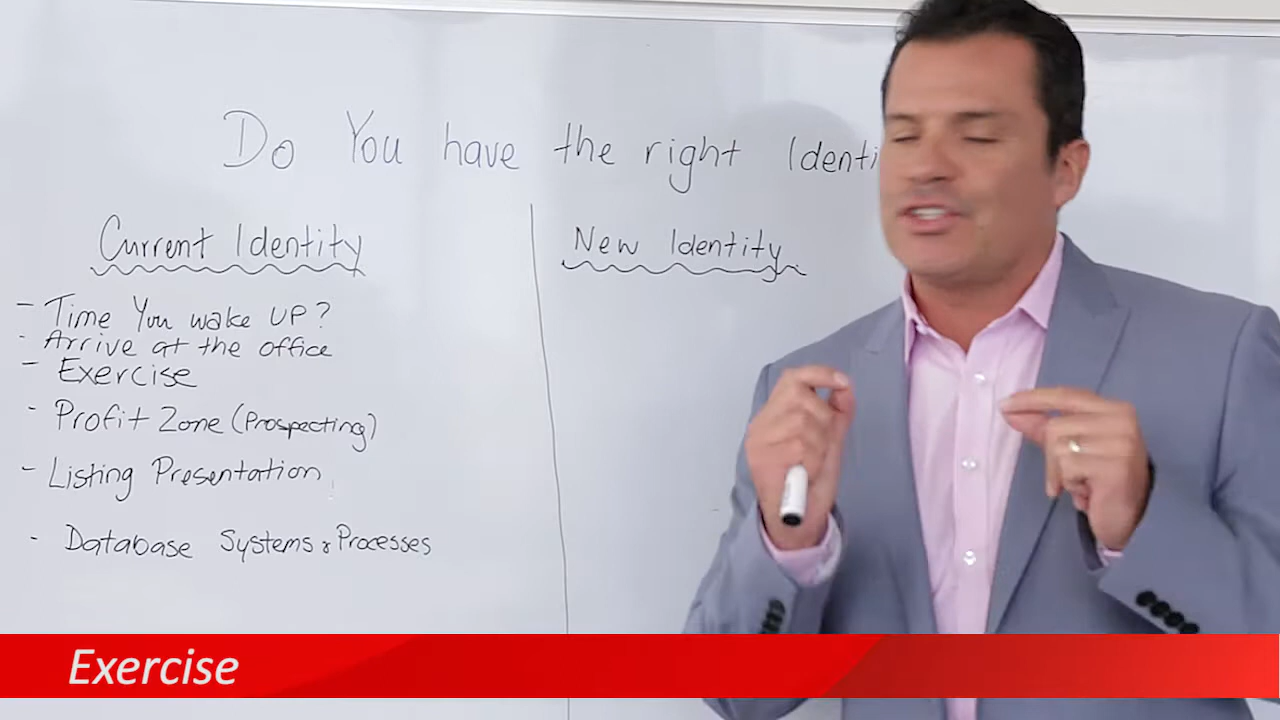 Do You have the right Identi
Current Identity
- Time You wake UP?
- Arrive at the office
- Exercise
- Profit Zone (Prospecting)
- Listing Presentation
- Database Systems & Processes
New Identity
Exercise